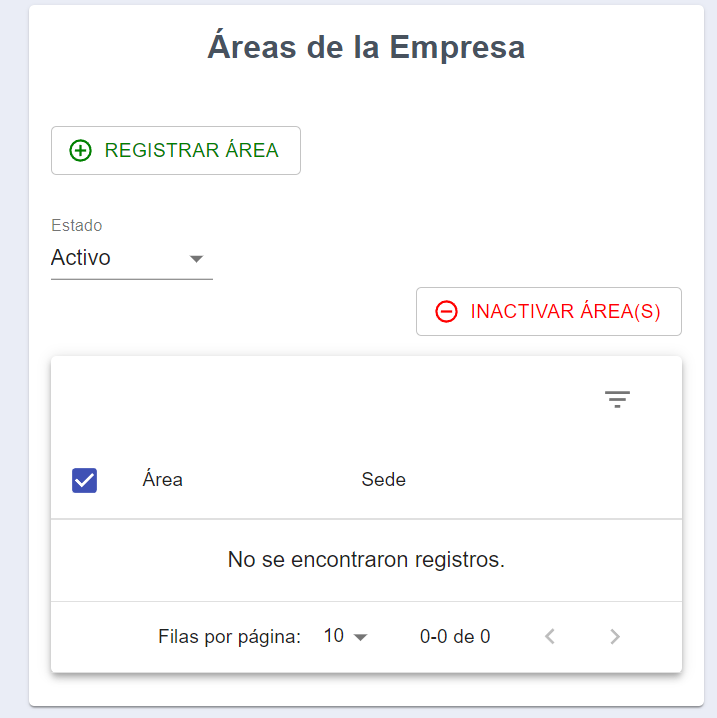 Áreas de la Empresa
REGISTRAR ÁREA
Estado
Activo
INACTIVAR ÁREA(S)
Área Sede
No se encontraron registros.
Filas por página: 10 0-0 de 0